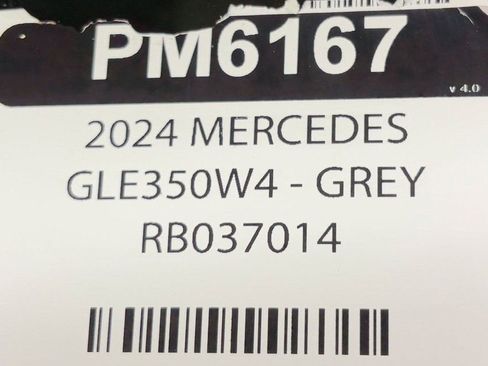 PM6167
v 4.0
2024 MERCEDES
GLE350W4 - GREY
RB037014